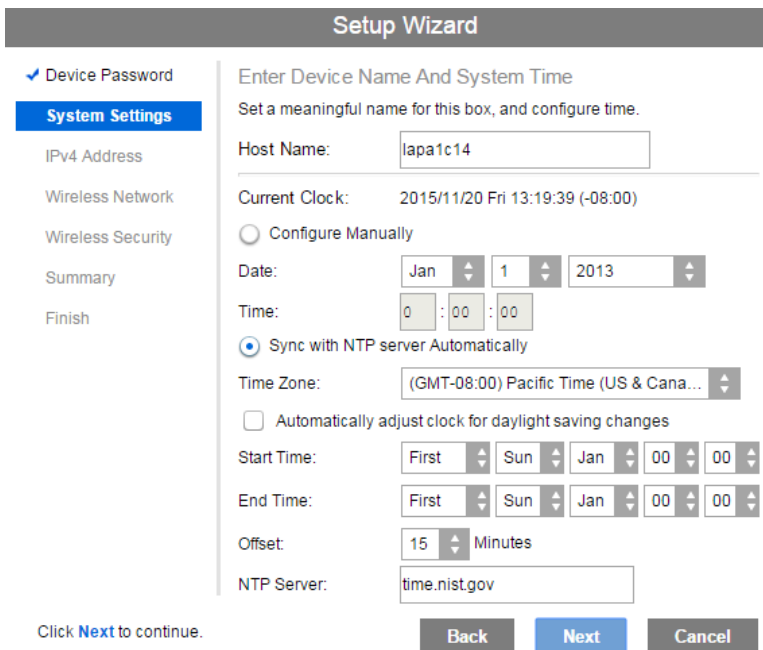 Setup Wizard
Device Password
System Settings
IPv4 Address
Wireless Network
Wireless Security
Summary
Finish
Enter Device Name And System Time
Set a meaningful name for this box, and configure time.
Host Name: lapa1c14
Current Clock: 2015/11/20 Fri 13:19:39 (-08:00)
Configure Manually
Date: Jan 1 2013
Time: 0 : 00 : 00
Sync with NTP server Automatically
Time Zone: (GMT-08:00) Pacific Time (US & Cana...
Automatically adjust clock for daylight saving changes
Start Time: First Sun Jan 00 00
End Time: First Sun Jan 00 00
Offset: 15 Minutes
NTP Server: time.nist.gov
Click Next to continue.
Back Next Cancel